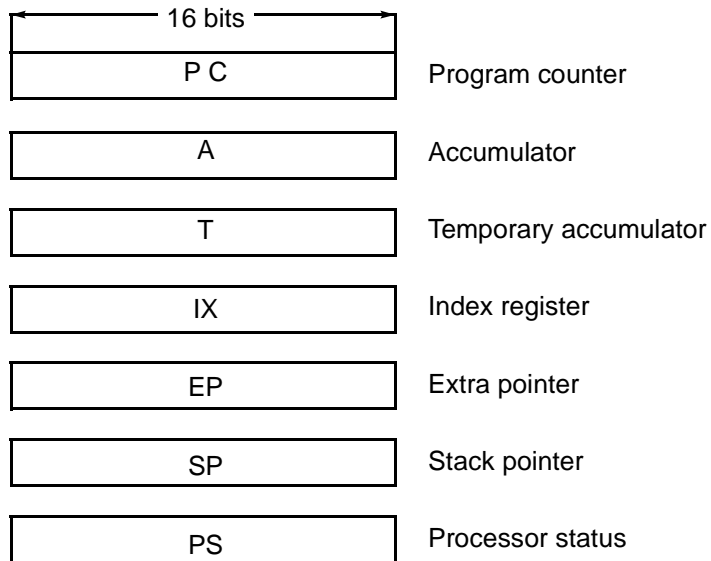 16 bits
P C Program counter
A Accumulator
T Temporary accumulator
IX Index register
EP Extra pointer
SP Stack pointer
PS Processor status